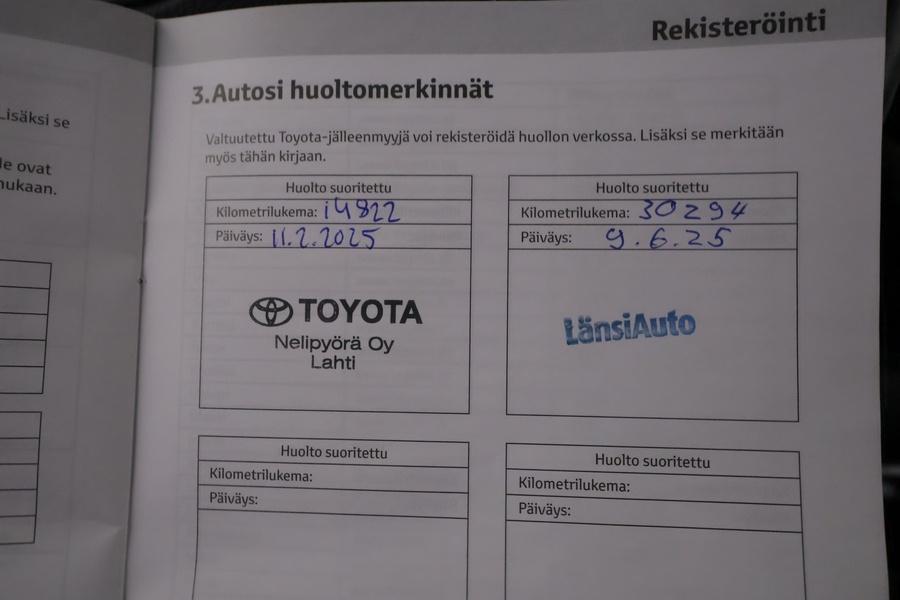 Lisäksi se
le ovat
mukaan.
Rekisteröinti
3.Autosi huoltomerkinnät
Valtuutettu Toyota-jälleenmyyjä voi rekisteröidä huollon verkossa. Lisäksi se merkitään
myös tähän kirjaan.
Huolto suoritettu
Kilometrilukema: 14822
Päiväys: 11.2.2025
TOYOTA
Nelipyörä Oy
Lahti
Huolto suoritettu
Kilometrilukema: 30294
Päiväys: 9.6.25
LänsiAuto
Huolto suoritettu
Kilometrilukema:
Päiväys:
Huolto suoritettu
Kilometrilukema:
Päiväys: